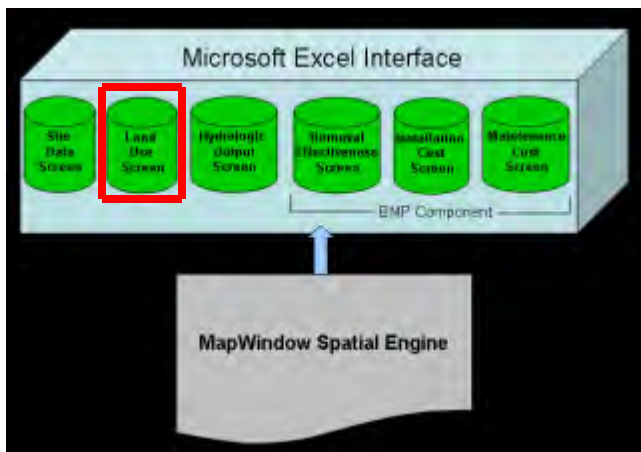 Microsoft Excel Interface
Site
Data
Screen
Land
Use
Screen
Hydrologic
Output
Screen
Removal
Effectiveness
Screen
Installation
Cost
Screen
Maintenance
Cost
Screen
BMP Component
MapWindow Spatial Engine